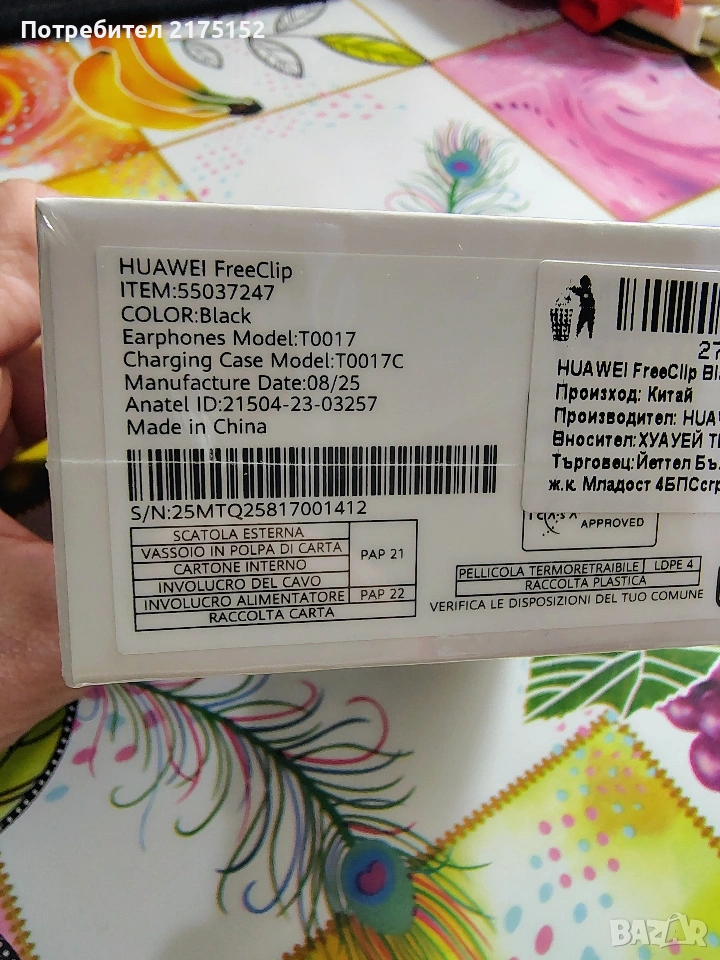 Потребител 2175152
HUAWEI FreeClip
ITEM:55037247
COLOR:Black
Earphones Model:T0017
Charging Case Model:T0017C
Manufacture Date:08/25
Anatel ID:21504-23-03257
Made in China
S/N:25MTQ25817001412
SCATOLA ESTERNA
VASSOIO IN POLPA DI CARTA
CARTONE INTERNO
INVOLUCRO DEL CAVO
PAP 21
INVOLUCRO ALIMENTATORE PAP 22
RACCOLTA CARTA
27
HUAWEI FreeClip
Произход: Китай
Производител:
Вносител:ХУАУЕЙ
Търговец:Йеттел
ж.к. Младост
APPROVED
PELLICOLA TERMORETRAIBILE LDPE 4
RACCOLTA PLASTICA
VERIFICA LE DISPOSIZIONI DEL TUO COMUNE
BAZAR